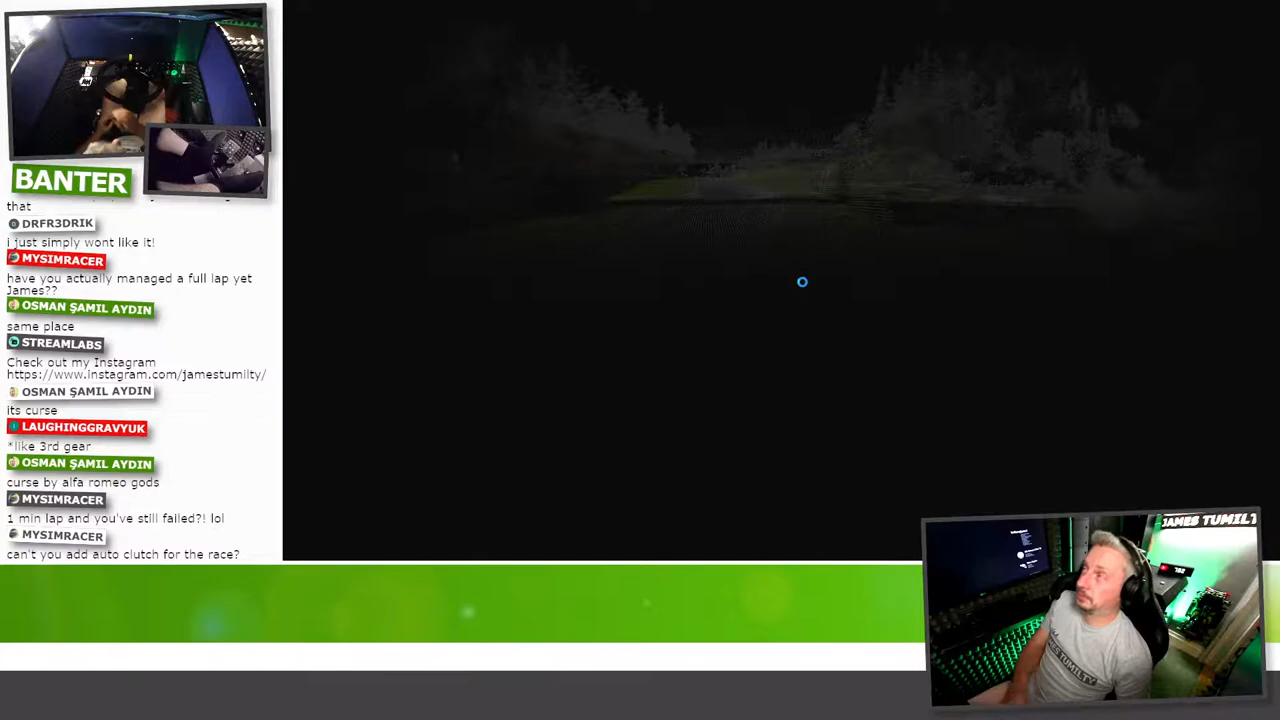 BANTER
that
DRFR3DRIK
i just simply wont like it!
MYSIMRACER
have you actually managed a full lap yet
James??
OSMAN ŞAMIL AYDIN
same place
STREAMLABS
Check out my Instagram
https://www.instagram.com/jamestumilty/
OSMAN ŞAMIL AYDIN
its curse
LAUGHINGGRAVYUK
*like 3rd gear
OSMAN ŞAMIL AYDIN
curse by alfa romeo gods
MYSIMRACER
1 min lap and you've still failed?! lol
MYSIMRACER
can't you add auto clutch for the race?
JAMES TUMILT
JAMES TUMILTY